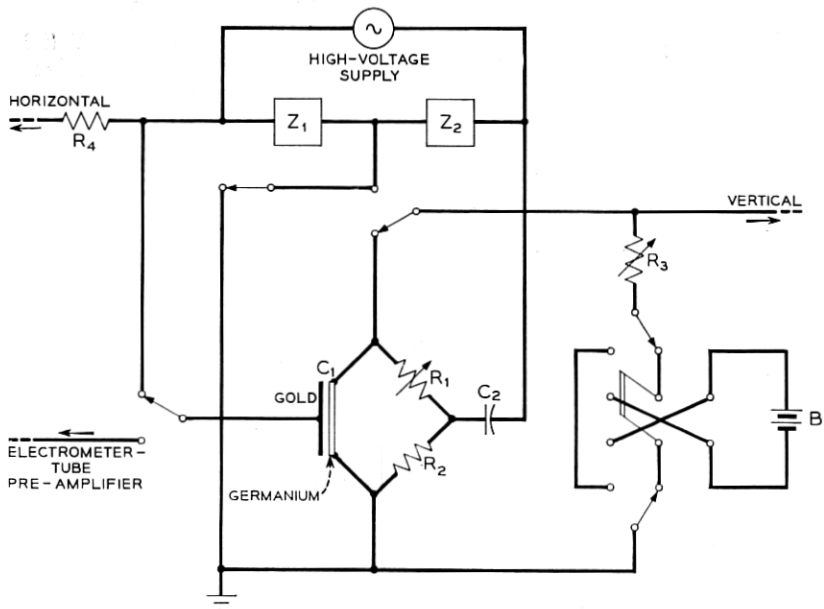 HIGH-VOLTAGE
SUPPLY
HORIZONTAL
R4
Z1
Z2
VERTICAL
R3
C1
GOLD
R1
C2
B
ELECTROMETER-
TUBE
PRE-AMPLIFIER
R2
GERMANIUM